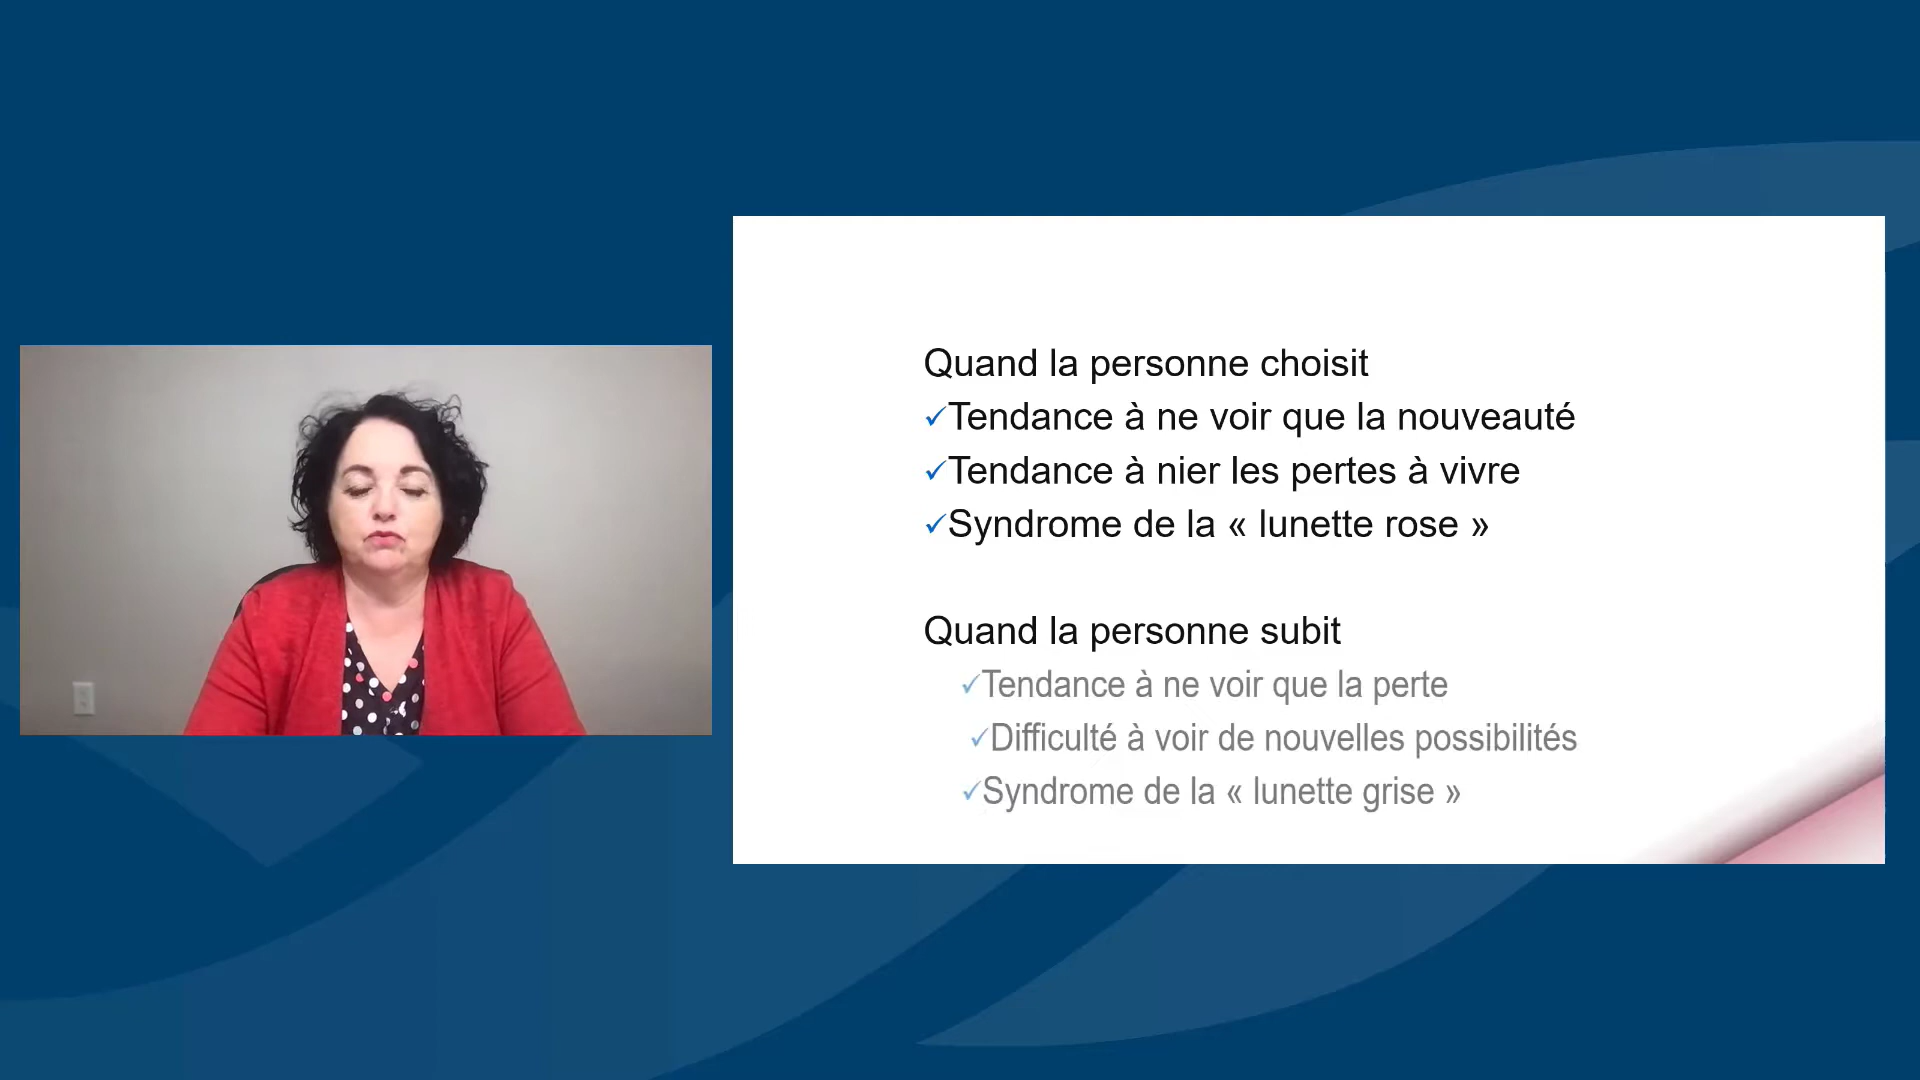 Quand la personne choisit
✓Tendance à ne voir que la nouveauté
✓Tendance à nier les pertes à vivre
✓Syndrome de la « lunette rose »
Quand la personne subit
✓Tendance à ne voir que la perte
✓Difficulté à voir de nouvelles possibilités
✓Syndrome de la « lunette grise »